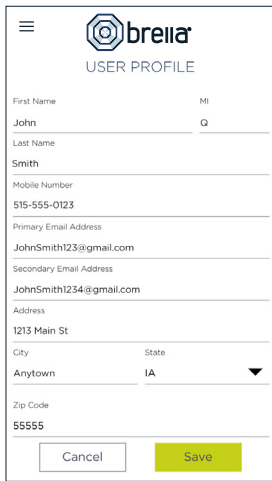 brella
USER PROFILE
First Name MI
John Q
Last Name
Smith
Mobile Number
515-555-0123
Primary Email Address
JohnSmith123@gmail.com
Secondary Email Address
JohnSmith1234@gmail.com
Address
1213 Main St
City State
Anytown IA
Zip Code
55555
Cancel Save